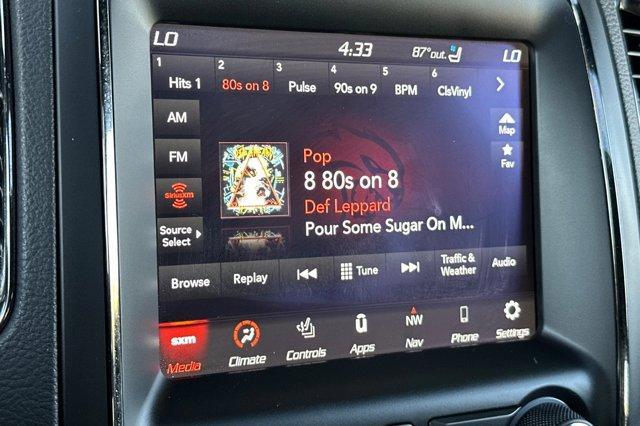 LO 4:33 87°out. LO
1 2 3 4 5 6
Hits 1 80s on 8 Pulse 90s on 9 BPM ClsVinyl
AM
Map
FM
Fav
Pop
8 80s on 8
SiriusXM
Def Leppard
Pour Some Sugar On M...
Source
Select
Browse Replay Tune Traffic &
Weather Audio
sxm
Media Climate Controls Apps NW
Nav Phone Settings